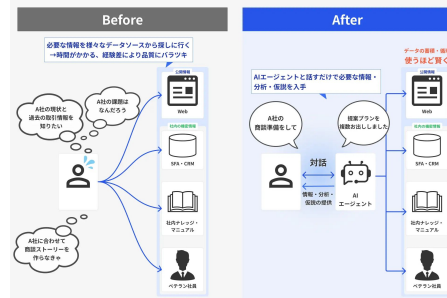 Before
必要な情報を様々なデータソースから探しに行く
→時間がかかる、経験差により品質にバラツキ
A社の現状と
過去の取引情報を
知りたい
A社の課題は
なんだろう
A社に合わせて
商談ストーリーを
作らなきゃ
公開情報
Web
社内の機密情報
SFA・CRM
社内ナレッジ・
マニュアル
ベテラン社員
After
データの蓄積・
使うほど賢く
AIエージェントと話すだけで必要な情報・
分析・仮説を入手
A社の
商談準備をして
提案プランを
複数お出ししました
対話
情報・分析・
仮説の提供
AI
エージェント
公開情報
Web
社内の機密情報
SFA・CRM
社内ナレッジ・
マニュアル
ベテラン社員